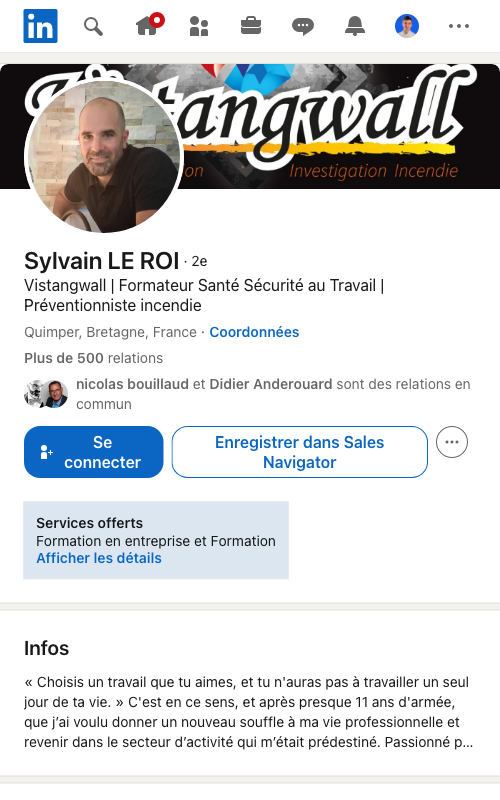 in
Vistangwall
Investigation Incendie
Sylvain LE ROI · 2e
Vistangwall | Formateur Santé Sécurité au Travail |
Préventionniste incendie
Quimper, Bretagne, France · Coordonnées
Plus de 500 relations
nicolas bouillaud et Didier Anderouard sont des relations en
commun
Se
connecter
Enregistrer dans Sales
Navigator
Services offerts
Formation en entreprise et Formation
Afficher les détails
Infos
« Choisis un travail que tu aimes, et tu n'auras pas à travailler un seul
jour de ta vie. » C'est en ce sens, et après presque 11 ans d'armée,
que j’ai voulu donner un nouveau souffle à ma vie professionnelle et
revenir dans le secteur d’activité qui m’était prédestiné. Passionné p...